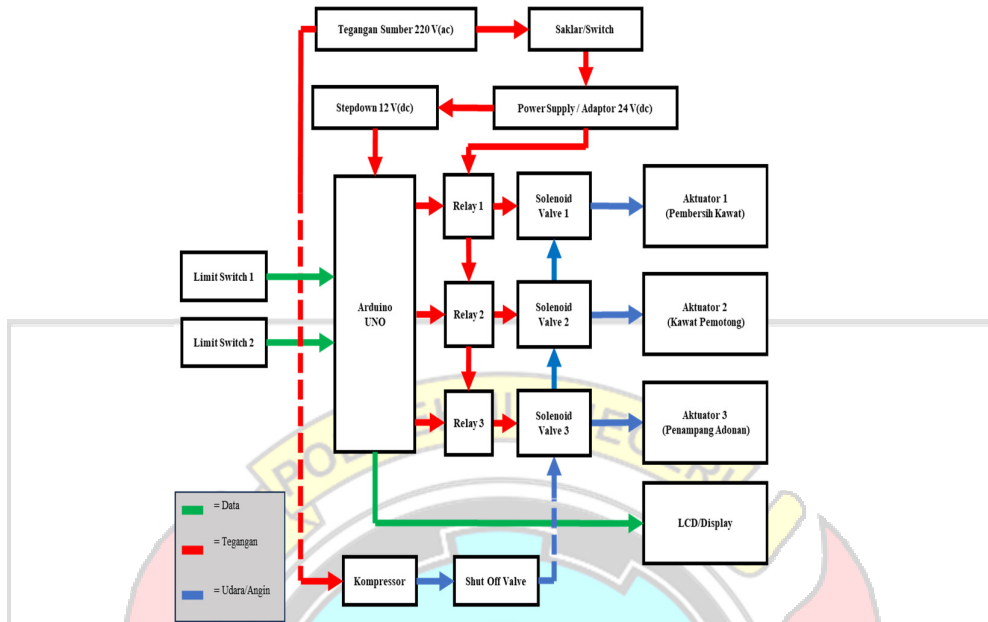 Tegangan Sumber 220 V(ac)
Saklar/Switch
Stepdown 12 V(dc)
Power Supply / Adaptor 24 V(dc)
Relay 1
Solenoid
Valve 1
Aktuator 1
(Pembersih Kawat)
Limit Switch 1
Arduino
UNO
Relay 2
Solenoid
Valve 2
Aktuator 2
(Kawat Pemotong)
Limit Switch 2
Relay 3
Solenoid
Valve 3
Aktuator 3
(Penampang Adonan)
LCD/Display
= Data
= Tegangan
= Udara/Angin
Kompressor
Shut Off Valve